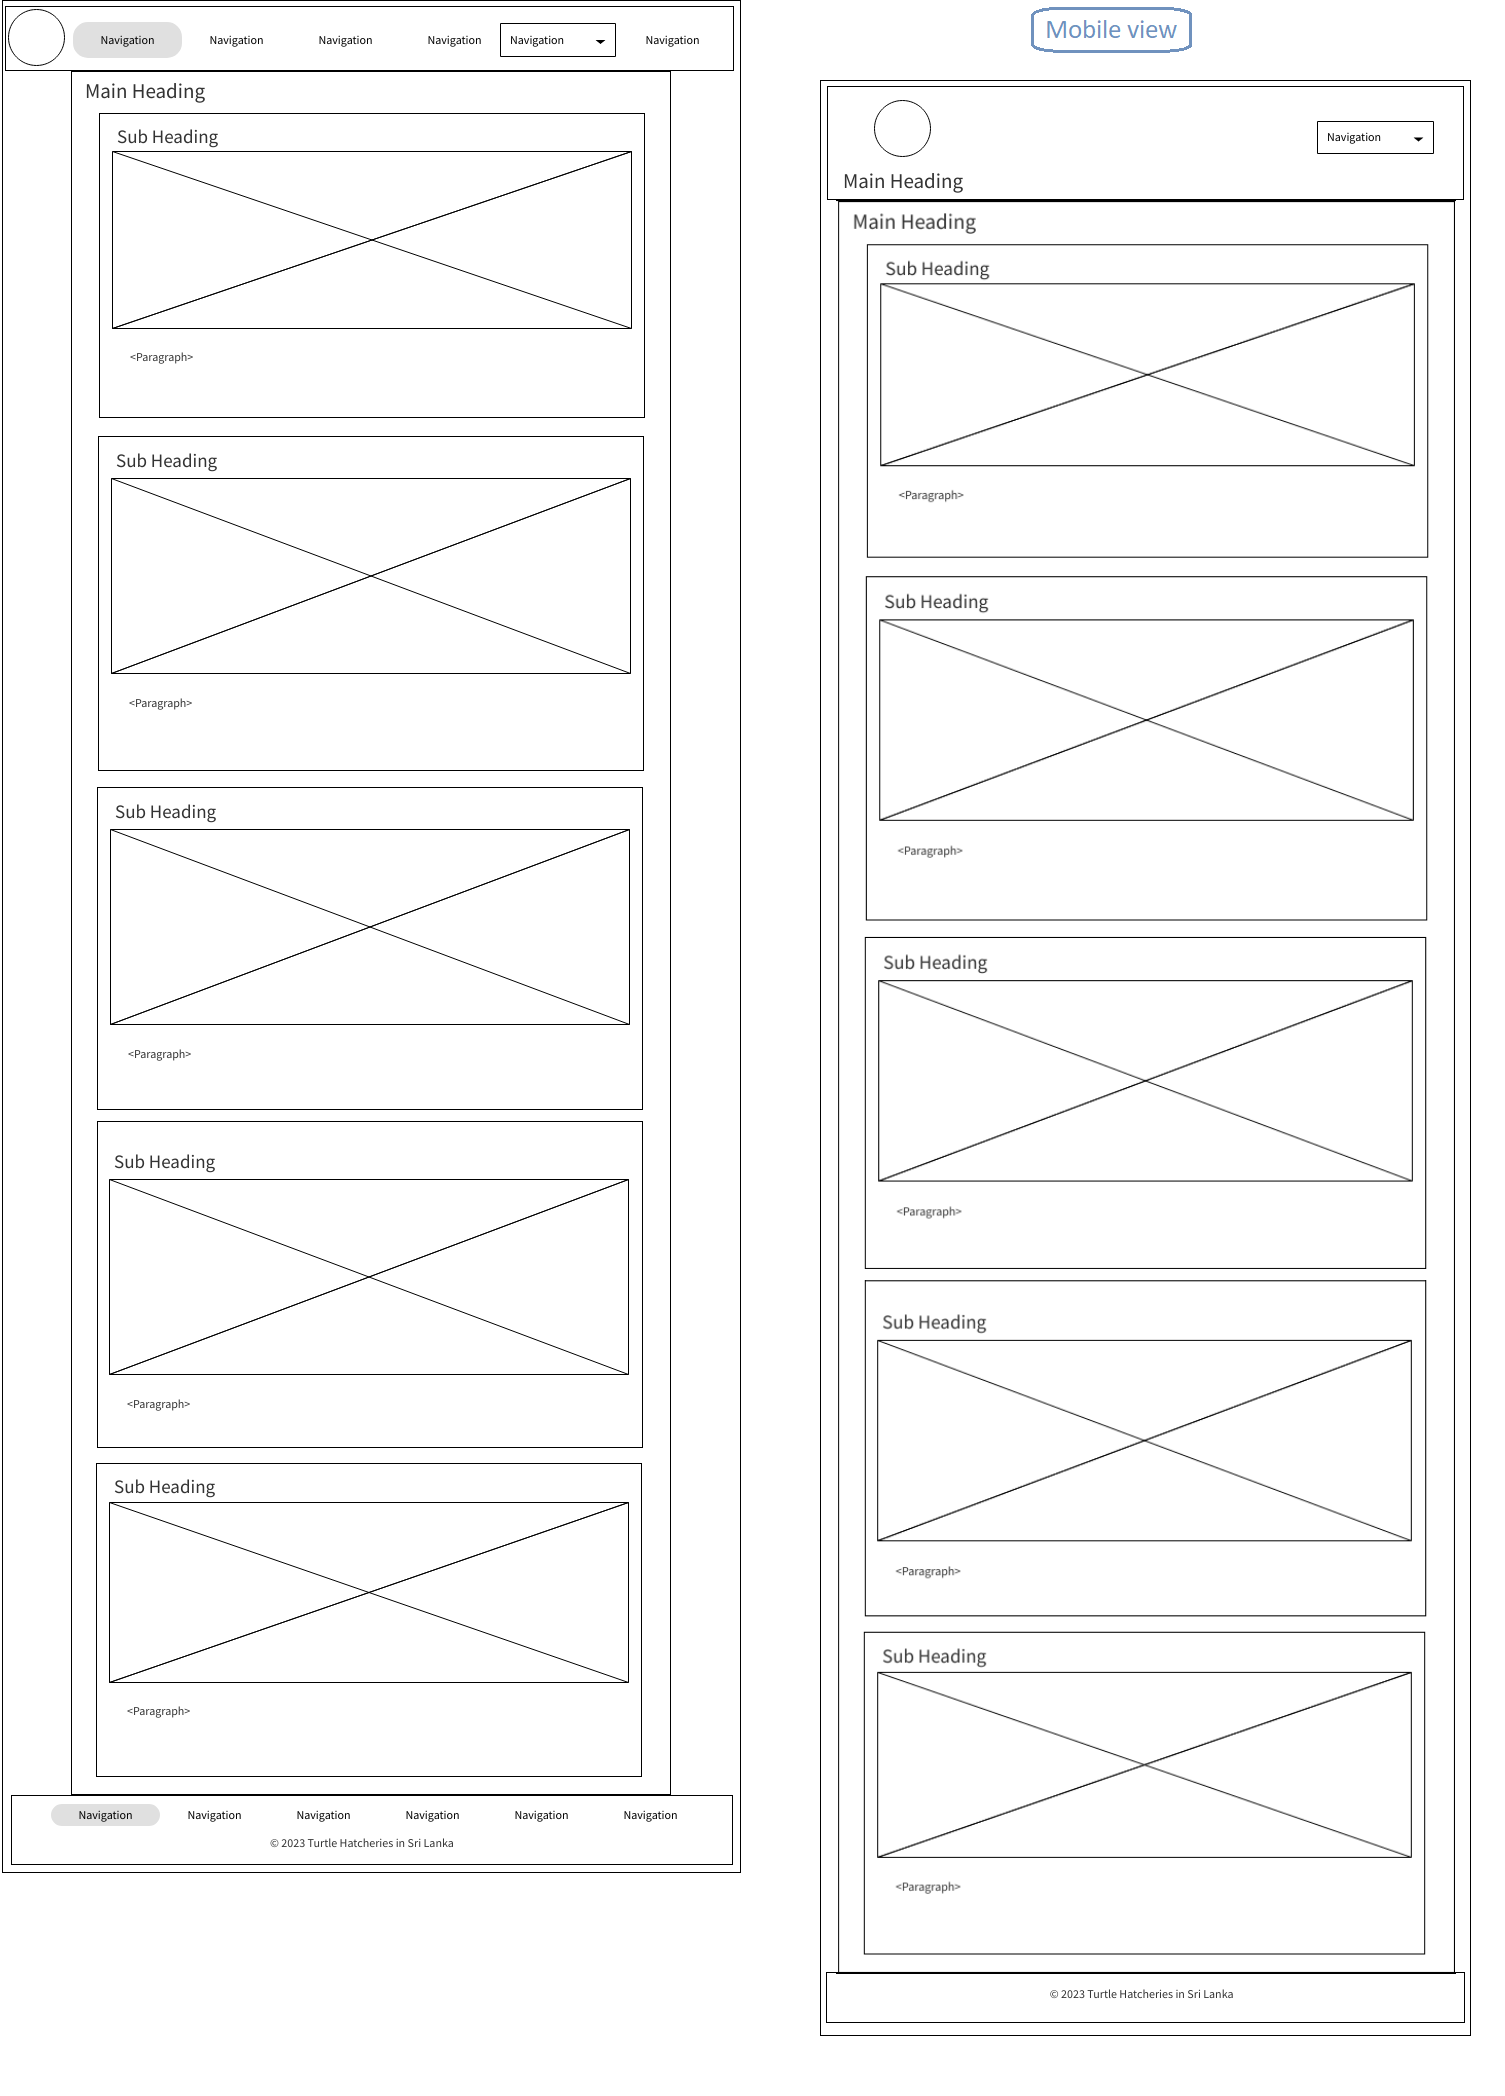 Navigation Navigation Navigation Navigation Navigation Navigation
Main Heading
Sub Heading
<Paragraph>
Sub Heading
<Paragraph>
Sub Heading
<Paragraph>
Sub Heading
<Paragraph>
Sub Heading
<Paragraph>
Navigation Navigation Navigation Navigation Navigation Navigation
© 2023 Turtle Hatcheries in Sri Lanka
Mobile view
Navigation
Main Heading
Main Heading
Sub Heading
<Paragraph>
Sub Heading
<Paragraph>
Sub Heading
<Paragraph>
Sub Heading
<Paragraph>
Sub Heading
<Paragraph>
© 2023 Turtle Hatcheries in Sri Lanka